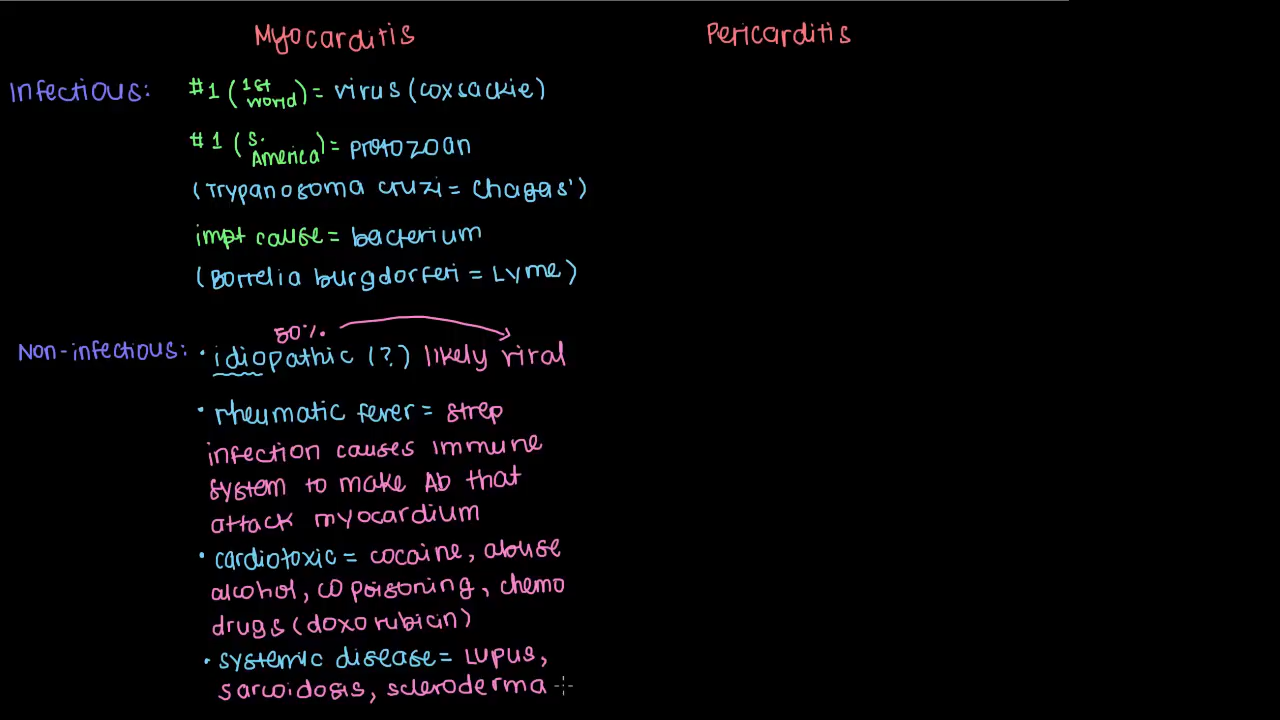 Myocarditis Pericarditis
Infectious: #1 (1st world) = virus (coxsackie)
#1 (S. America) = protozoan
(Trypanosoma cruzi = Chagas')
impt cause = bacterium
(Borrelia burgdorferi = Lyme)
50%
Non-infectious: • idiopathic (?) likely viral
• rheumatic fever = strep
infection causes immune
system to make Ab that
attack myocardium
• cardiotoxic = cocaine, abuse
alcohol, CO poisoning, chemo
drugs (doxorubicin)
• systemic disease = Lupus,
sarcoidosis, scleroderma